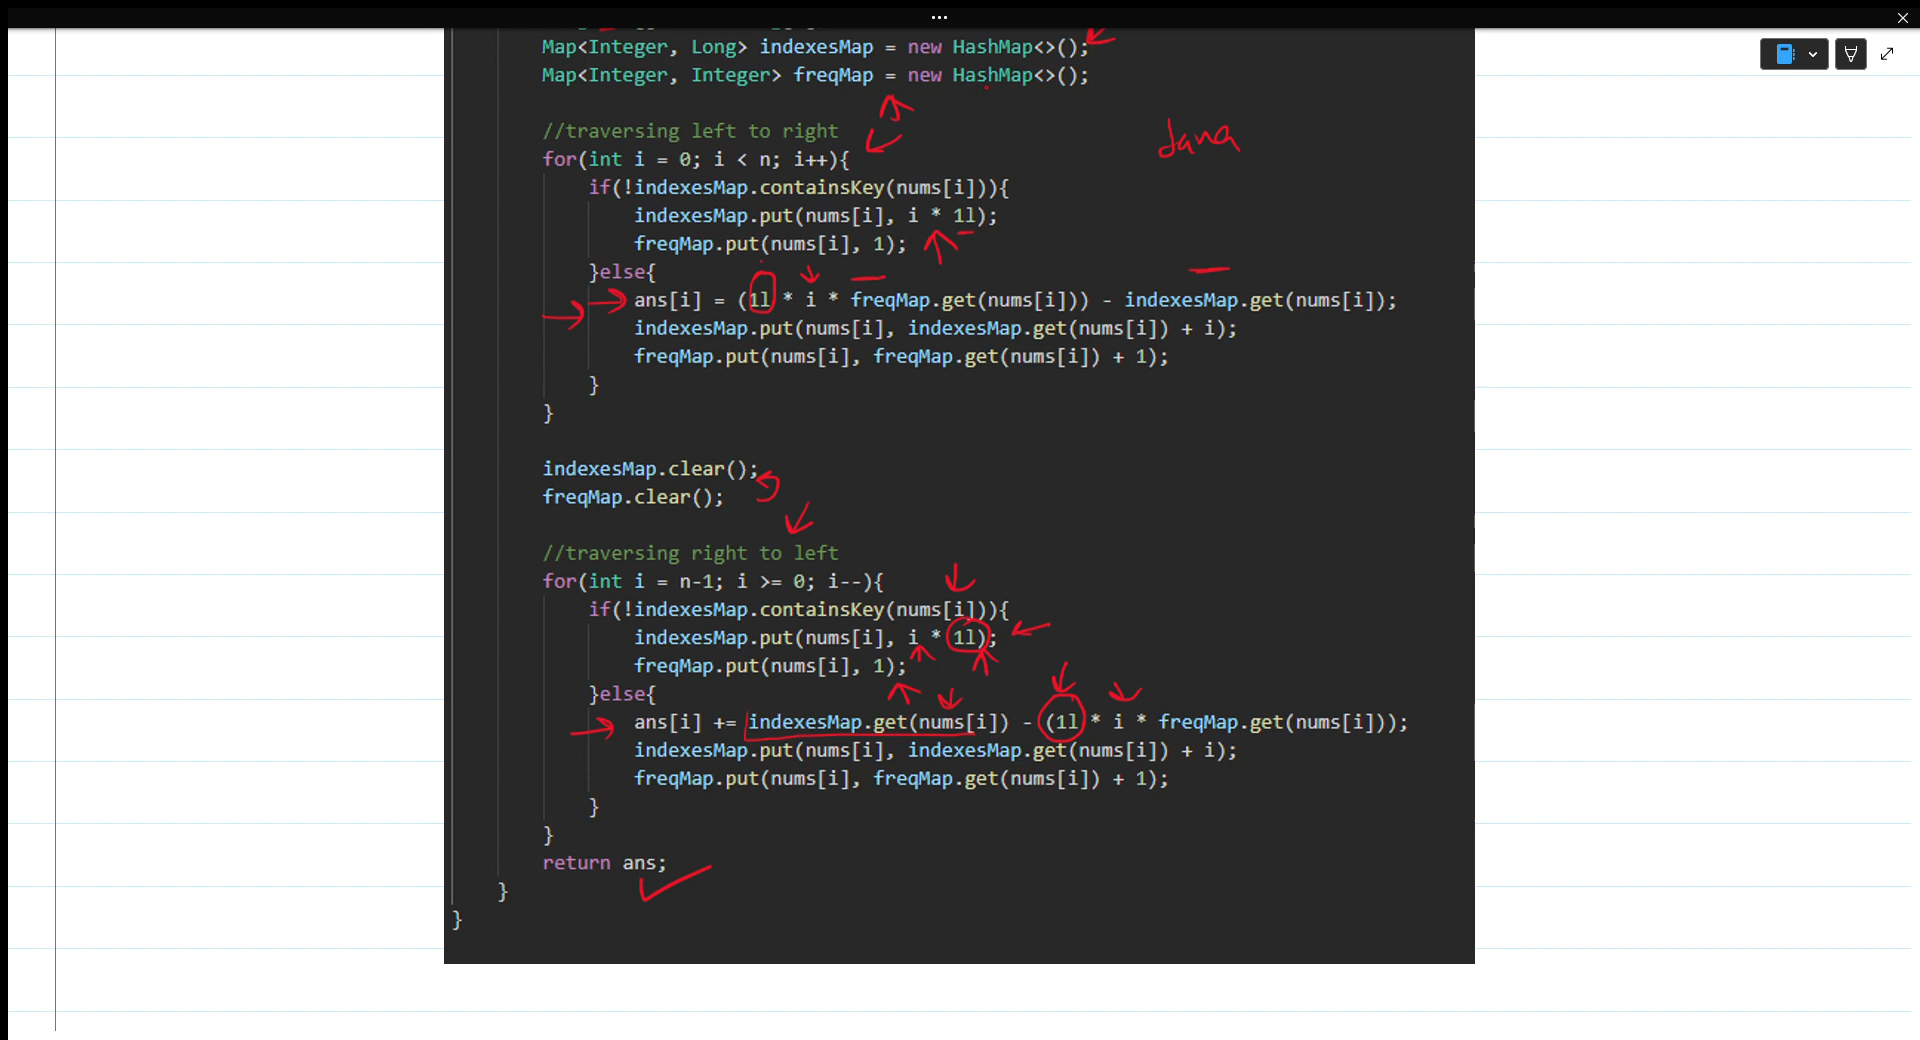 Map<Integer, Long> indexesMap = new HashMap<>();
Map<Integer, Integer> freqMap = new HashMap<>();
//traversing left to right
Java
for(int i = 0; i < n; i++){
if(!indexesMap.containsKey(nums[i])){
indexesMap.put(nums[i], i * 1l);
freqMap.put(nums[i], 1);
}else{
ans[i] = (1l * i * freqMap.get(nums[i])) - indexesMap.get(nums[i]);
indexesMap.put(nums[i], indexesMap.get(nums[i]) + i);
freqMap.put(nums[i], freqMap.get(nums[i]) + 1);
}
}
indexesMap.clear();
freqMap.clear();
//traversing right to left
for(int i = n-1; i >= 0; i--){
if(!indexesMap.containsKey(nums[i])){
indexesMap.put(nums[i], i * 1l);
freqMap.put(nums[i], 1);
}else{
ans[i] += indexesMap.get(nums[i]) - (1l * i * freqMap.get(nums[i]));
indexesMap.put(nums[i], indexesMap.get(nums[i]) + i);
freqMap.put(nums[i], freqMap.get(nums[i]) + 1);
}
}
return ans;
}
}